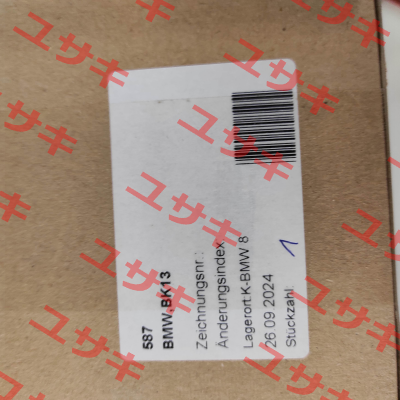 587
BMW.BK13
Zeichnungsnr.:
Änderungsindex
Lagerort:K-BMW 8
26 09 2024
Stückzahl 1
ユサキ
ユサキ
ユサキ
ユサキ
ユサキ
ユサキ
ユサキ
ユサキ
ユサキ